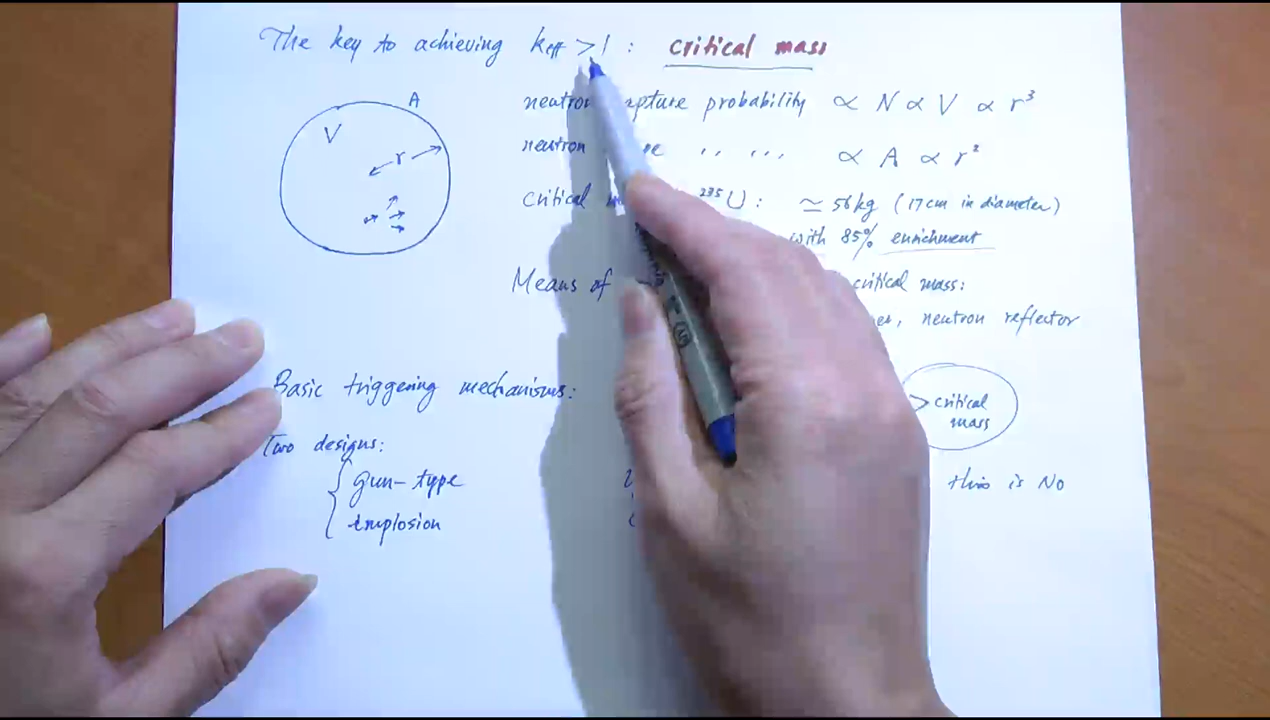 The key to achieving keff > 1 : critical mass
A
V
r
neutron capture probability ∝ N ∝ V ∝ r³
neutron " " ∝ A ∝ r²
critical ²³⁵U : ≃ 56 kg (17cm in diameter)
with 85% enrichment
Means of critical mass:
neutron reflector
Basic triggering mechanisms:
> critical
mass
Two designs:
gun-type this is No
implosion